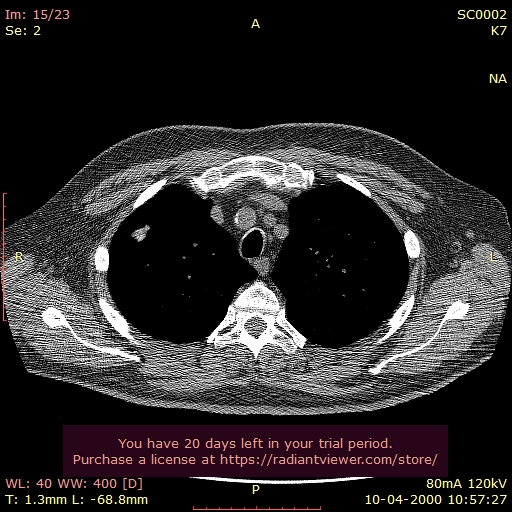 Im: 15/23
Se: 2
A
SC0002
K7
NA
R
L
You have 20 days left in your trial period.
Purchase a license at https://radiantviewer.com/store/
WL: 40 WW: 400 [D]
T: 1.3mm L: -68.8mm
P
80mA 120kV
10-04-2000 10:57:27